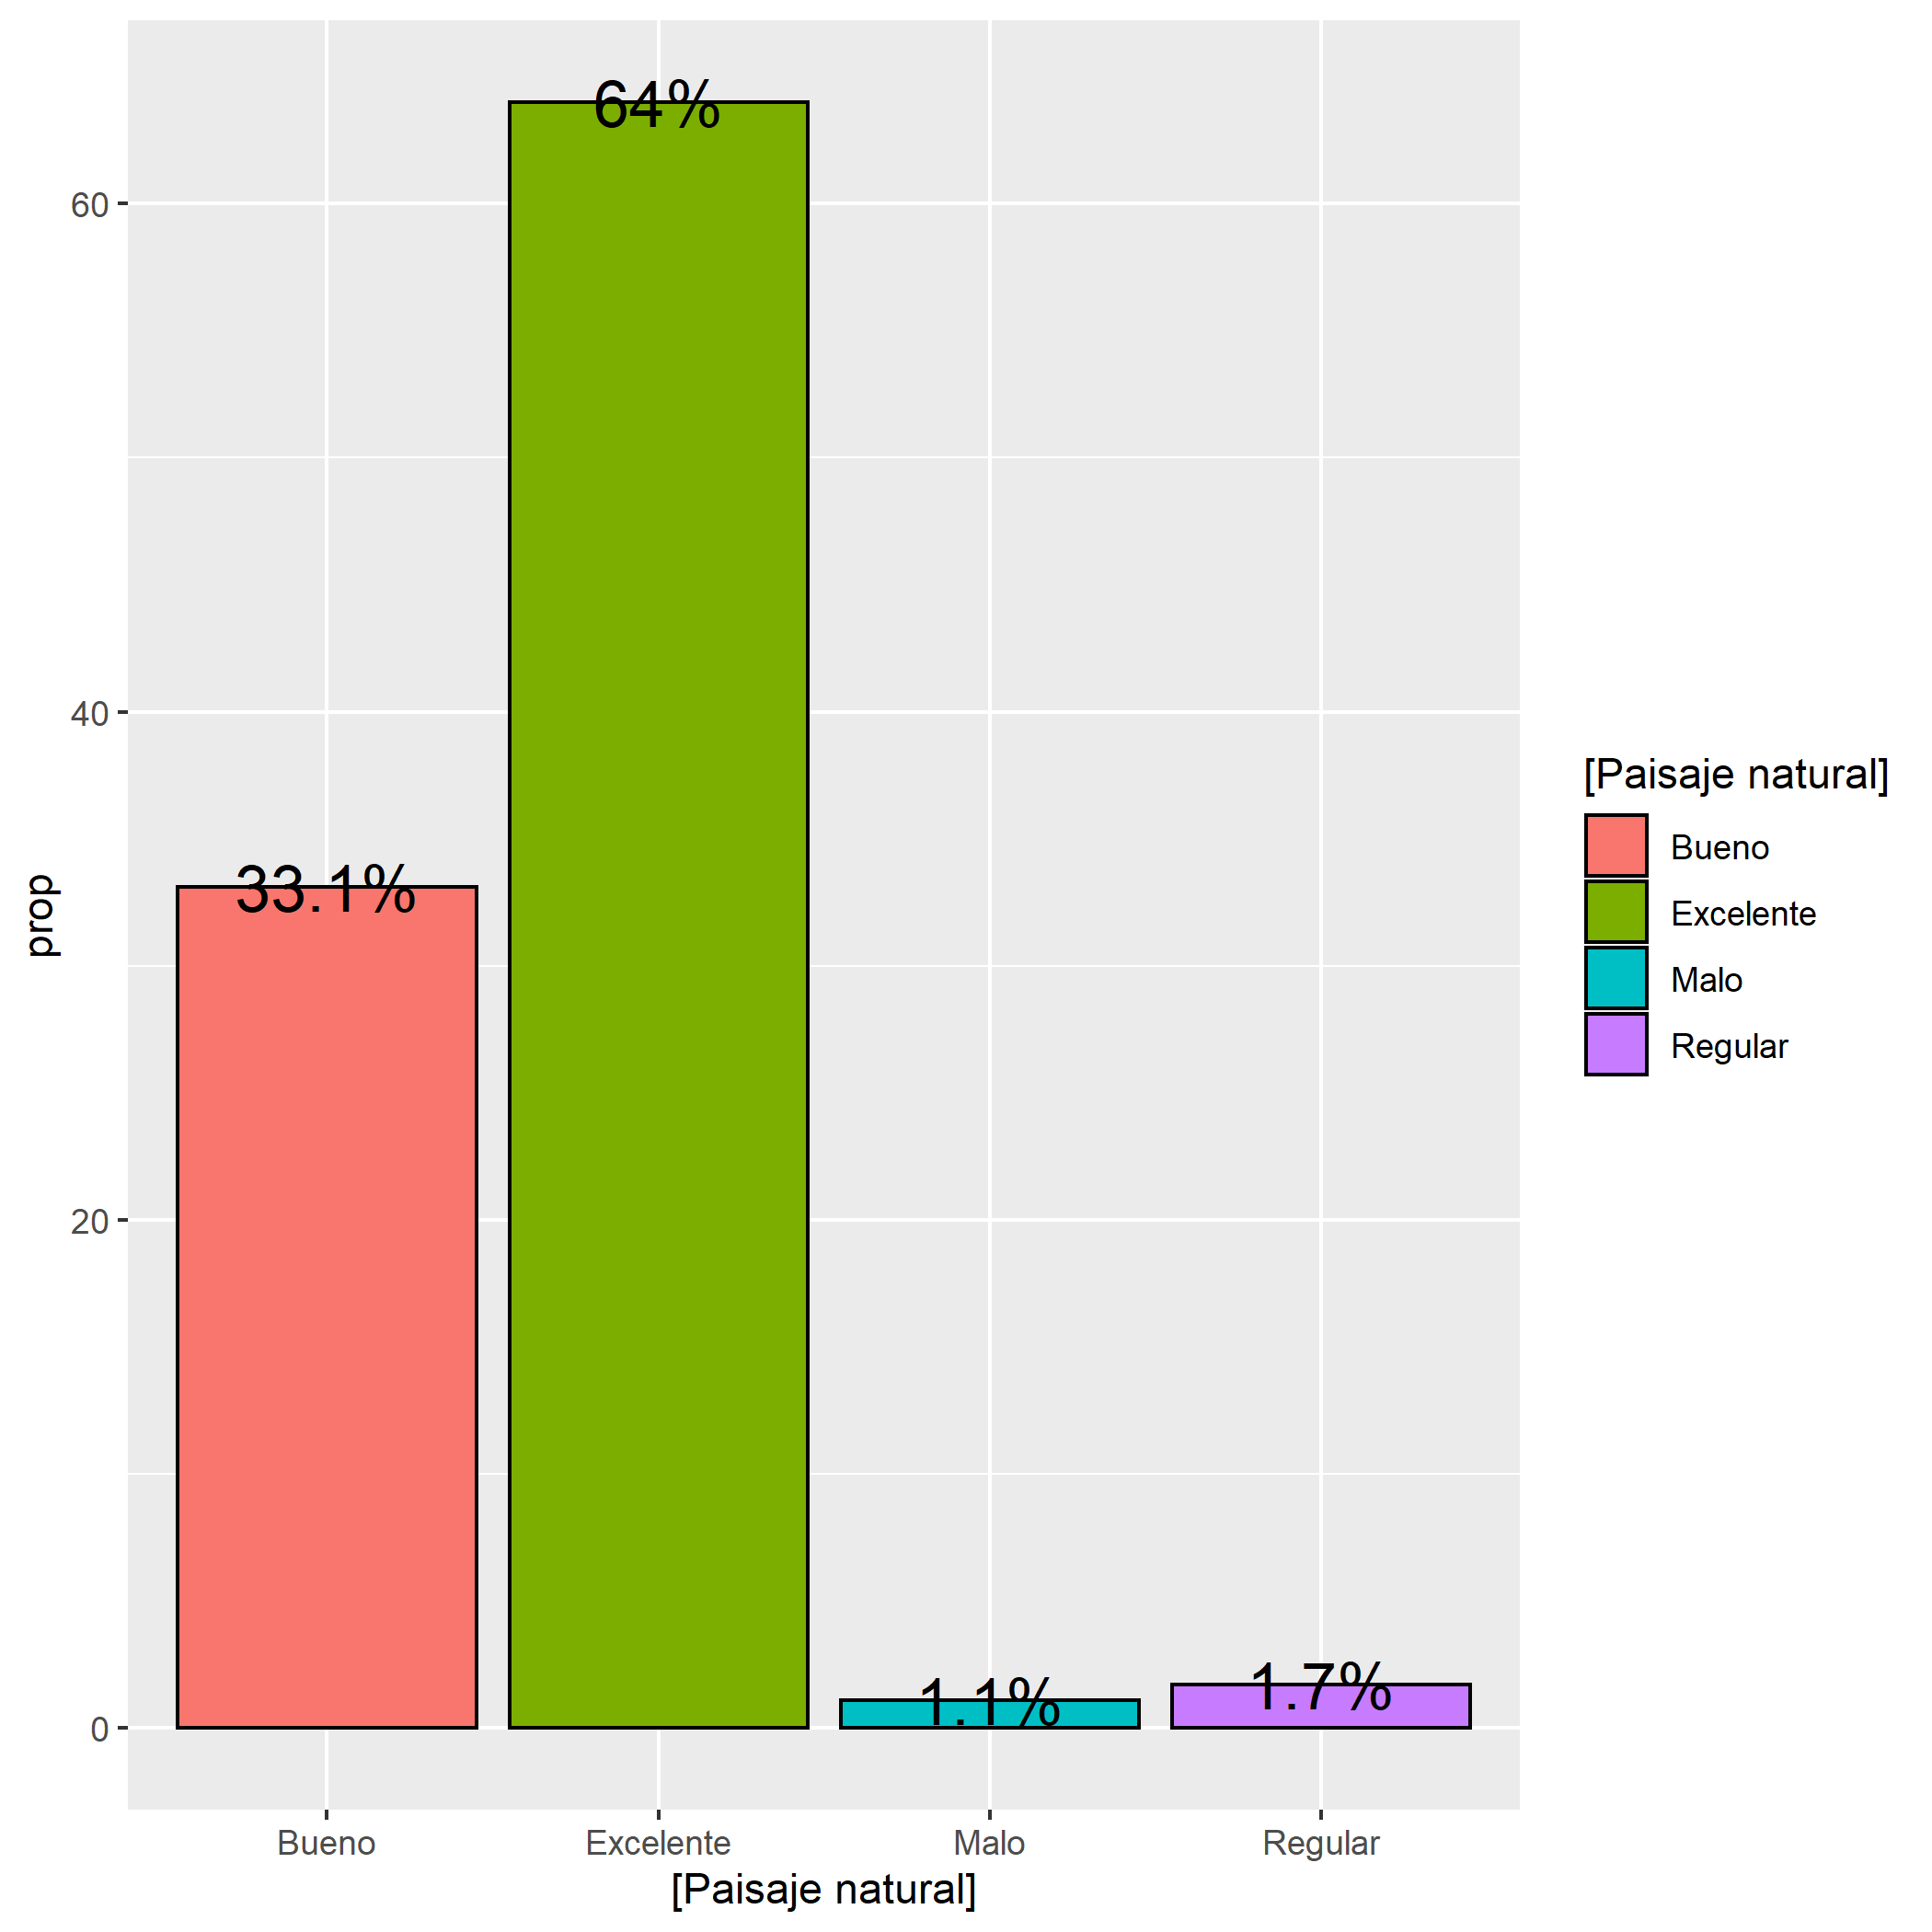 64%
60
40
33.1%
prop
20
1.7%
1.1%
0
Bueno
Excelente
Malo
Regular
[Paisaje natural]
[Paisaje natural]
Bueno
Excelente
Malo
Regular